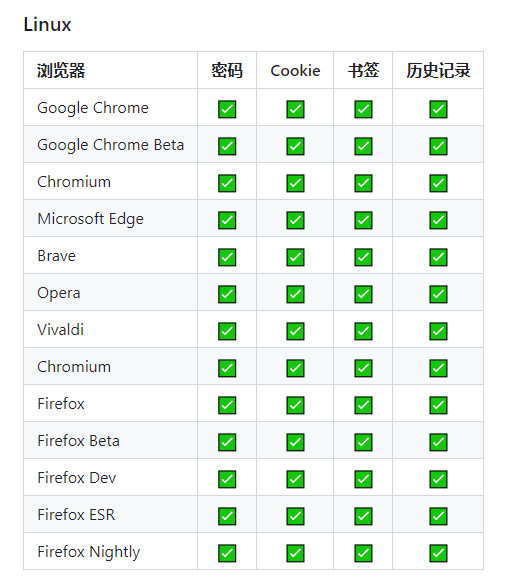 Linux
浏览器 密码 Cookie 书签 历史记录
Google Chrome ✅ ✅ ✅ ✅
Google Chrome Beta ✅ ✅ ✅ ✅
Chromium ✅ ✅ ✅ ✅
Microsoft Edge ✅ ✅ ✅ ✅
Brave ✅ ✅ ✅ ✅
Opera ✅ ✅ ✅ ✅
Vivaldi ✅ ✅ ✅ ✅
Chromium ✅ ✅ ✅ ✅
Firefox ✅ ✅ ✅ ✅
Firefox Beta ✅ ✅ ✅ ✅
Firefox Dev ✅ ✅ ✅ ✅
Firefox ESR ✅ ✅ ✅ ✅
Firefox Nightly ✅ ✅ ✅ ✅